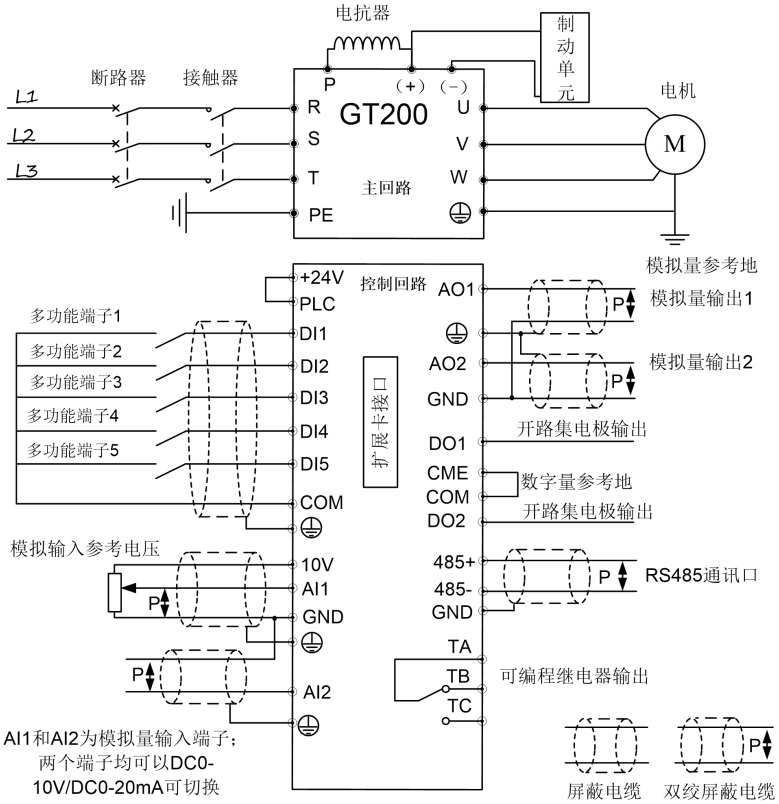 电抗器
制动单元
断路器
接触器
P
(+)
(-)
电机
L1
R
GT200
U
L2
S
V
M
L3
T
主回路
W
PE
+24V
控制回路
模拟量参考地
PLC
AO1
P
模拟量输出1
多功能端子1
DI1
多功能端子2
DI2
AO2
P
模拟量输出2
多功能端子3
DI3
扩展卡接口
GND
多功能端子4
DI4
DO1
开路集电极输出
多功能端子5
DI5
CME
数字量参考地
COM
COM
DO2
开路集电极输出
模拟输入参考电压
10V
485+
P
RS485通讯口
AI1
485-
P
GND
GND
TA
P
TB
可编程继电器输出
AI2
TC
AI1和AI2为模拟量输入端子；
两个端子均可以DC0-
10V/DC0-20mA可切换
P
屏蔽电缆
双绞屏蔽电缆